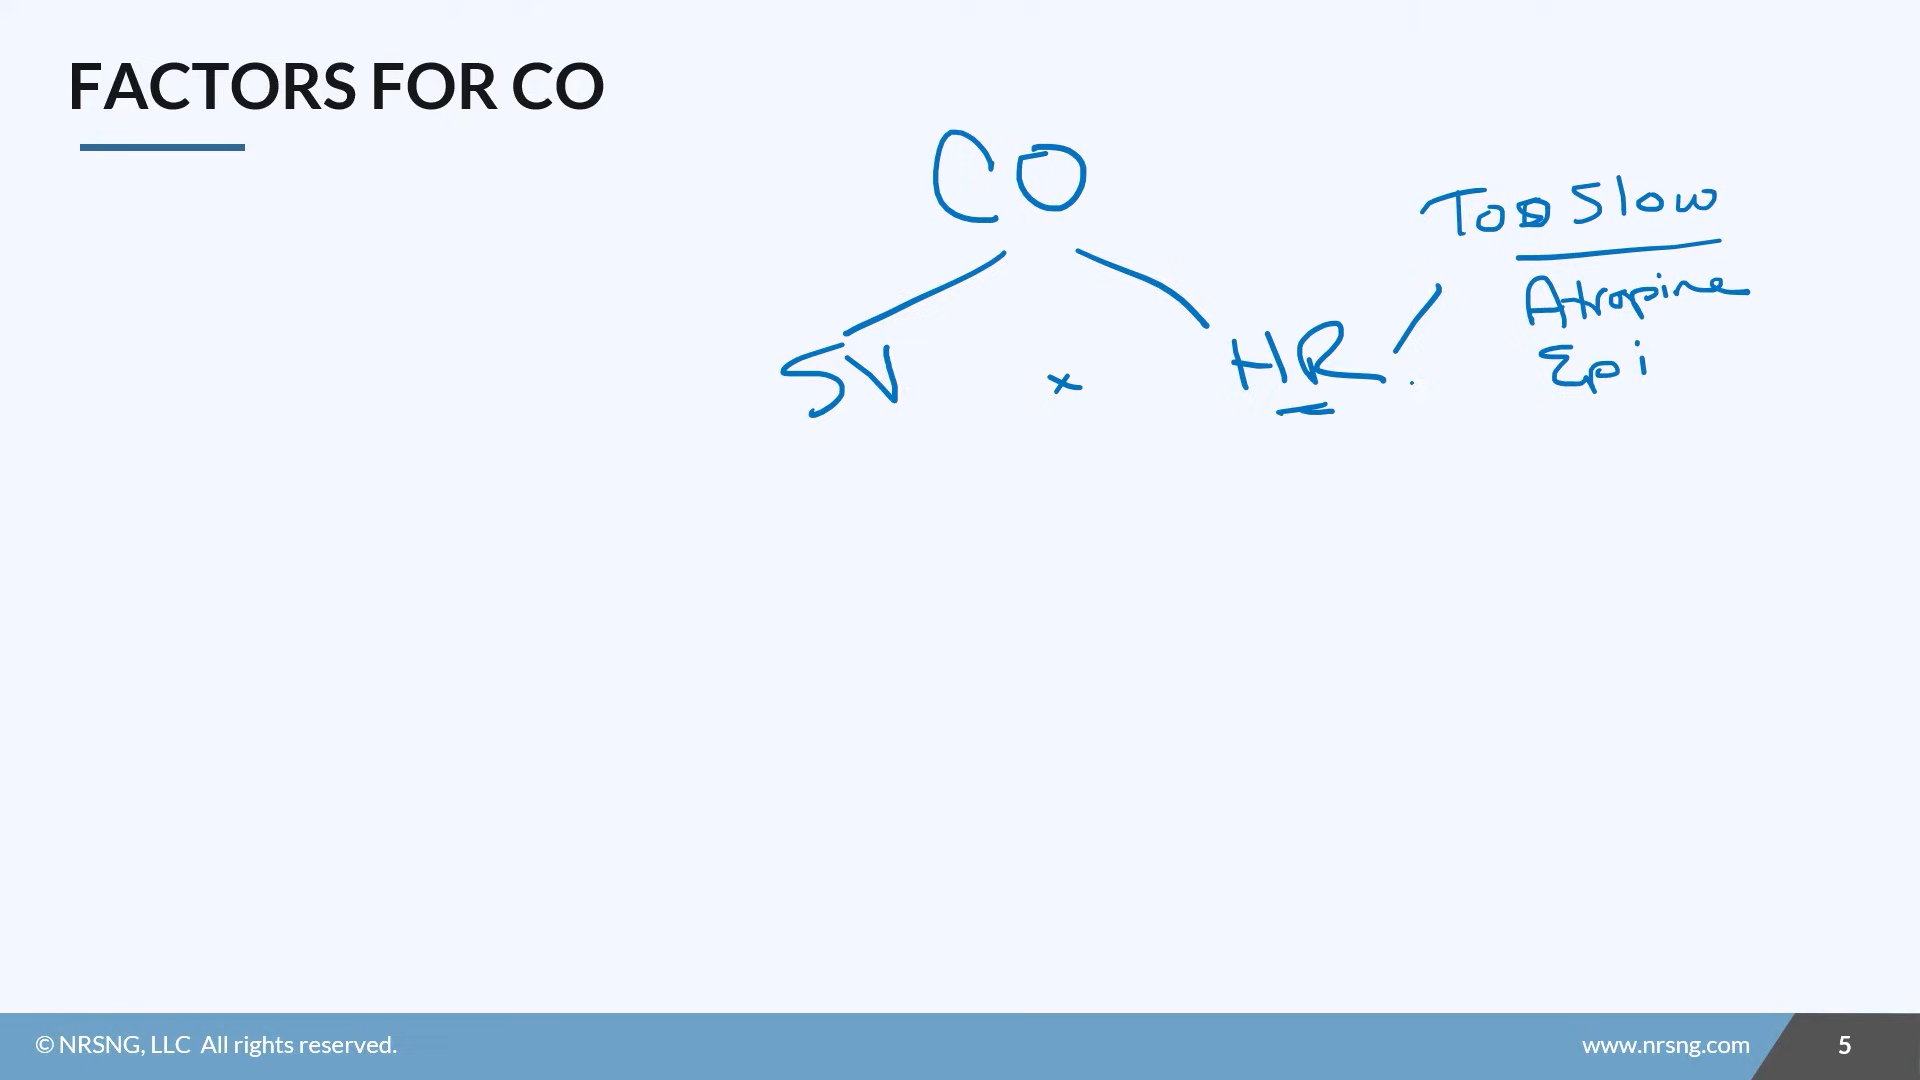 FACTORS FOR CO
CO
Too Slow
Atropine
Epi
SV x HR
© NRSNG, LLC All rights reserved.
www.nrsng.com
5